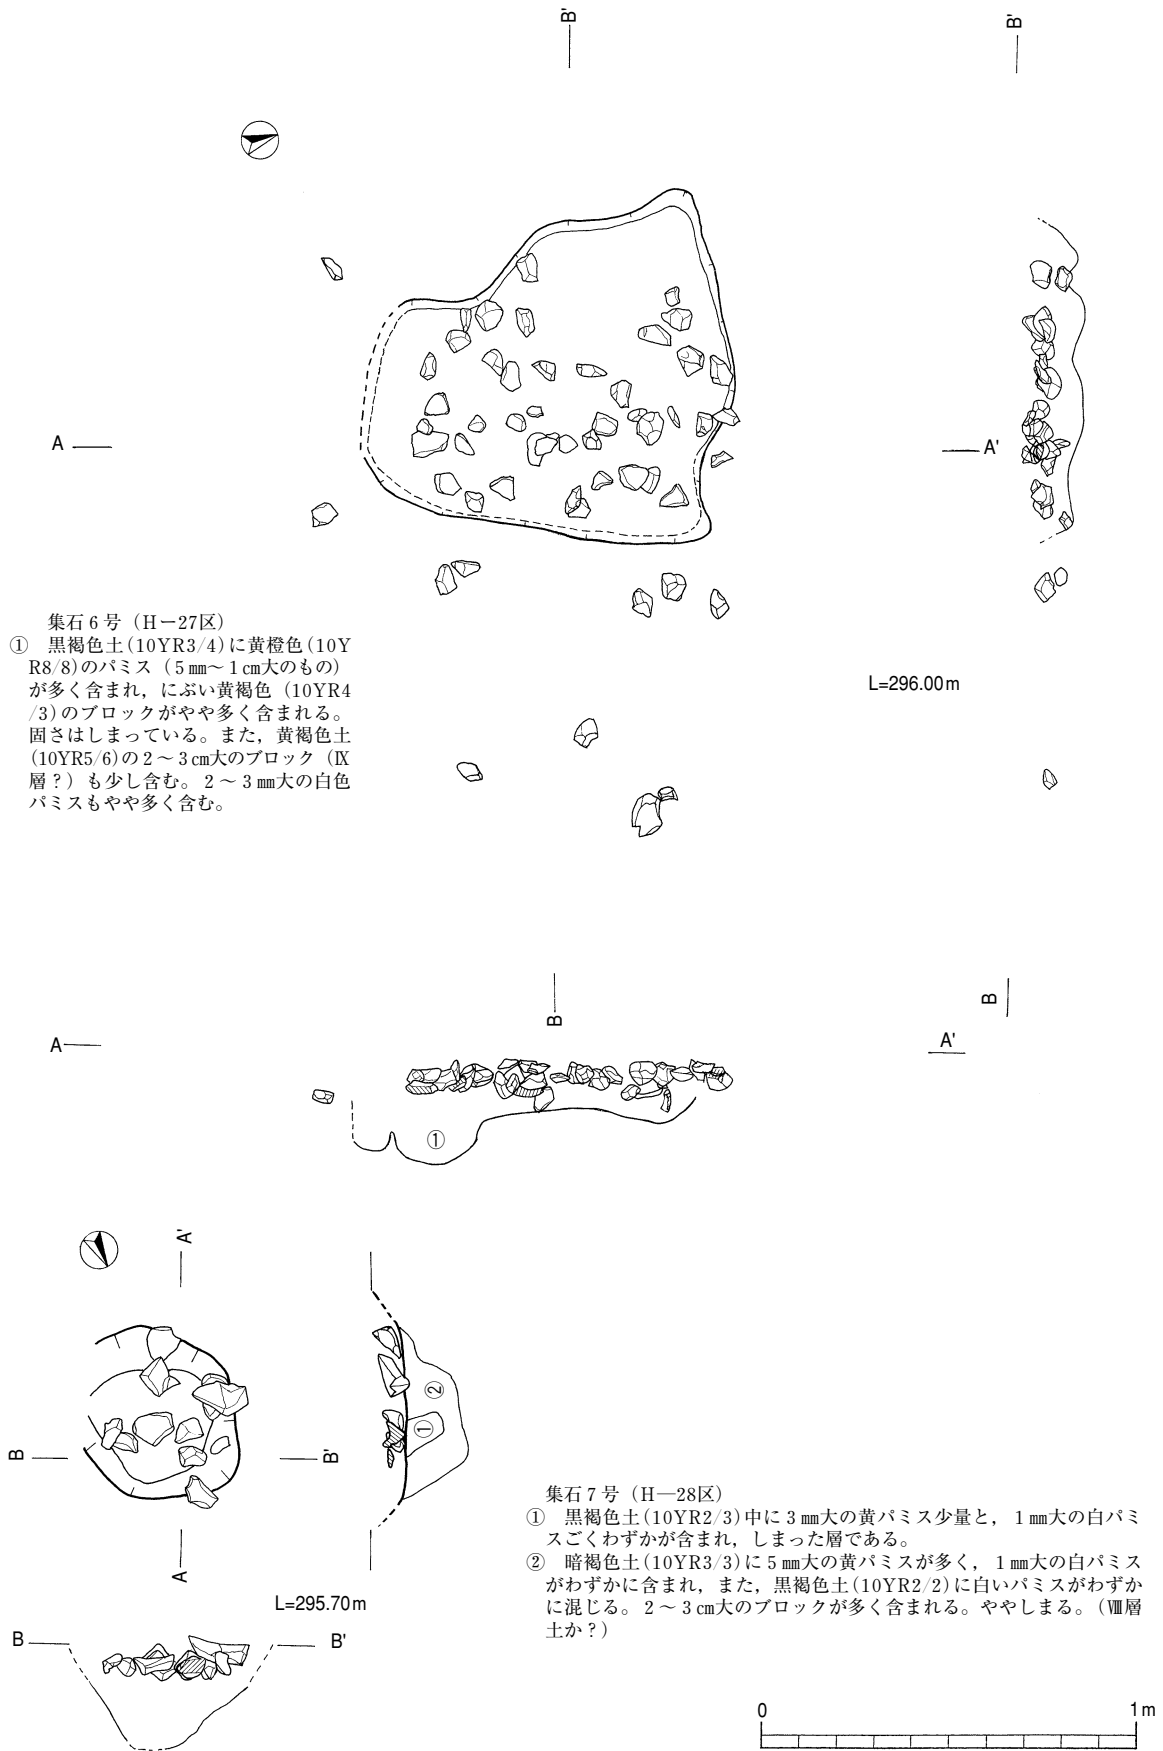 B'
B'
A
A'
集石6号（Hー27区）
①　黒褐色土(10YR3/4)に黄橙色(10Y
R8/8)のパミス（5㎜～1㎝大のもの）
が多く含まれ，にぶい黄褐色（10YR4
/3)のブロックがやや多く含まれる。
固さはしまっている。また，黄褐色土
(10YR5/6)の2～3㎝大のブロック（Ⅸ
層？）も少し含む。2～3㎜大の白色
パミスもやや多く含む。
L=296.00m
B
B
A
A'
①
A'
②
①
B
B'
A
L=295.70m
B
B'
集石7号（H―28区）
①　黒褐色土(10YR2/3)中に3㎜大の黄パミス少量と，1㎜大の白パミ
スごくわずかが含まれ，しまった層である。
②　暗褐色土(10YR3/3)に5㎜大の黄パミスが多く，1㎜大の白パミス
がわずかに含まれ，また，黒褐色土(10YR2/2)に白いパミスがわずか
に混じる。2～3㎝大のブロックが多く含まれる。ややしまる。（Ⅷ層
土か？）
0
1m